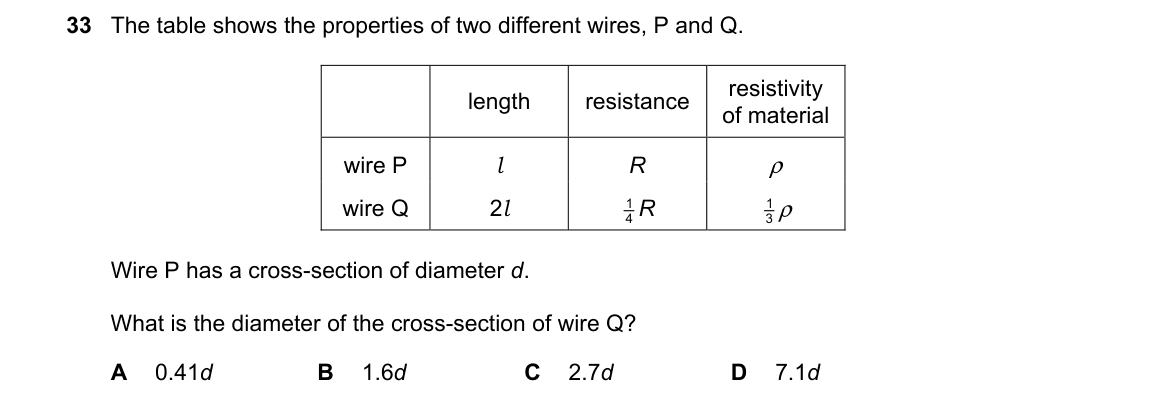 33 The table shows the properties of two different wires, P and Q.
length resistance resistivity of material
wire P l R ρ
wire Q 2l 1/4 R 1/3 ρ
Wire P has a cross-section of diameter d.
What is the diameter of the cross-section of wire Q?
A 0.41d B 1.6d C 2.7d D 7.1d